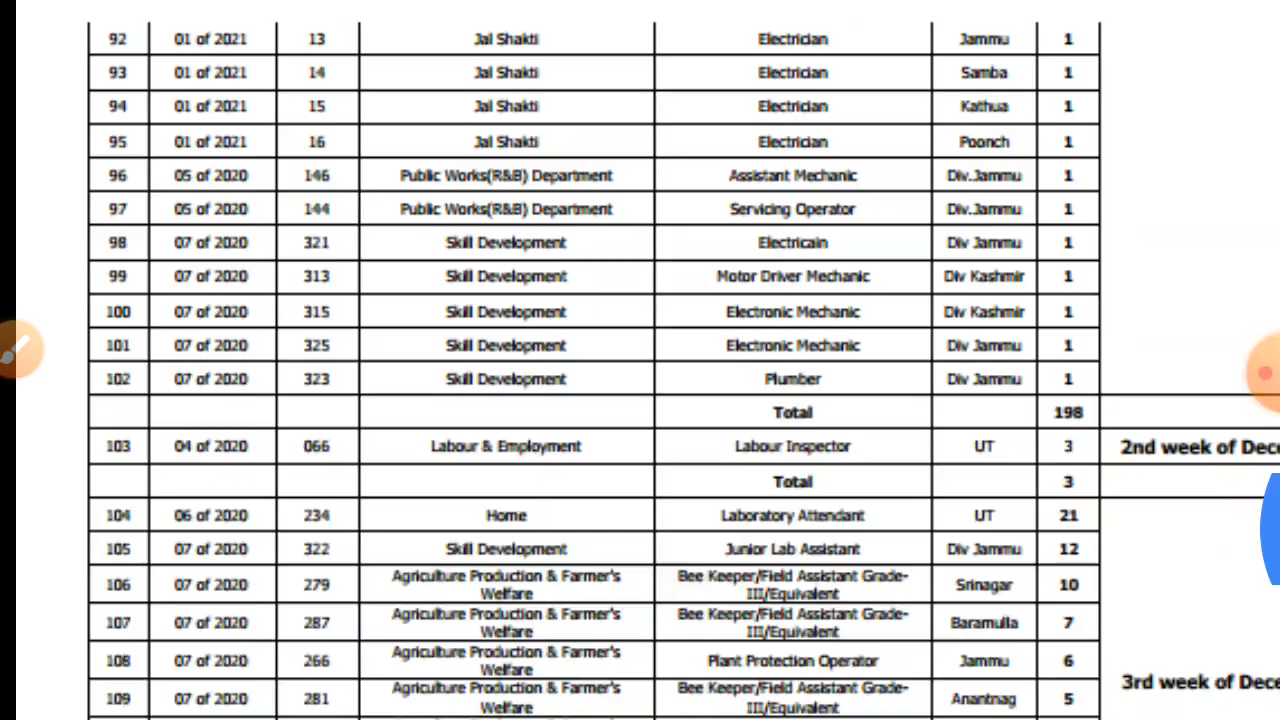 92 01 of 2021 13 Jal Shakti Electrician Jammu 1
93 01 of 2021 14 Jal Shakti Electrician Samba 1
94 01 of 2021 15 Jal Shakti Electrician Kathua 1
95 01 of 2021 16 Jal Shakti Electrician Poonch 1
96 05 of 2020 146 Public Works(R&B) Department Assistant Mechanic Div.Jammu 1
97 05 of 2020 144 Public Works(R&B) Department Servicing Operator Div.Jammu 1
98 07 of 2020 321 Skill Development Electricain Div Jammu 1
99 07 of 2020 313 Skill Development Motor Driver Mechanic Div Kashmir 1
100 07 of 2020 315 Skill Development Electronic Mechanic Div Kashmir 1
101 07 of 2020 325 Skill Development Electronic Mechanic Div Jammu 1
102 07 of 2020 323 Skill Development Plumber Div Jammu 1
Total 198
103 04 of 2020 066 Labour & Employment Labour Inspector UT 3 2nd week of Dece
Total 3
104 06 of 2020 234 Home Laboratory Attendant UT 21
105 07 of 2020 322 Skill Development Junior Lab Assistant Div Jammu 12
106 07 of 2020 279 Agriculture Production & Farmer's Welfare Bee Keeper/Field Assistant Grade-III/Equivalent Srinagar 10
107 07 of 2020 287 Agriculture Production & Farmer's Welfare Bee Keeper/Field Assistant Grade-III/Equivalent Baramulla 7
108 07 of 2020 266 Agriculture Production & Farmer's Welfare Plant Protection Operator Jammu 6
3rd week of Dece
109 07 of 2020 281 Agriculture Production & Farmer's Welfare Bee Keeper/Field Assistant Grade-III/Equivalent Anantnag 5